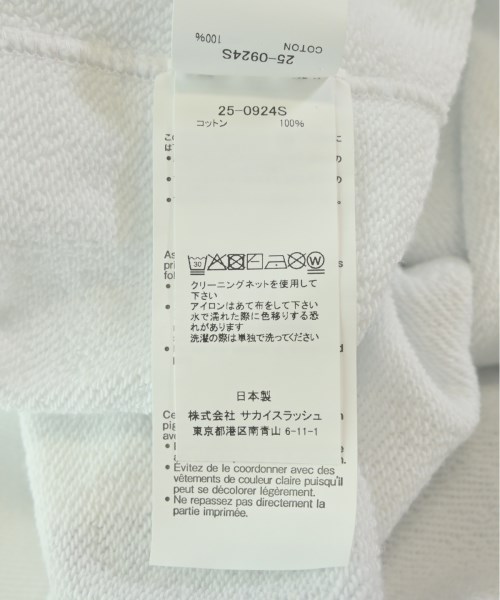 25-0924S
COTTON
100%
25-0924S
コットン 100%
クリーニングネットを使用して
下さい
アイロンはあて布をして下さい
水で濡れた際に色移りする恐
れがあります
洗濯の際は単独で洗ってください
日本製
株式会社 サカイスラッシュ
東京都港区南青山 6-11-1
• Évitez de le coordonner avec des
vêtements de couleur claire puisqu'il
peut se décolorer légèrement.
• Ne repassez pas directement la
partie imprimée.